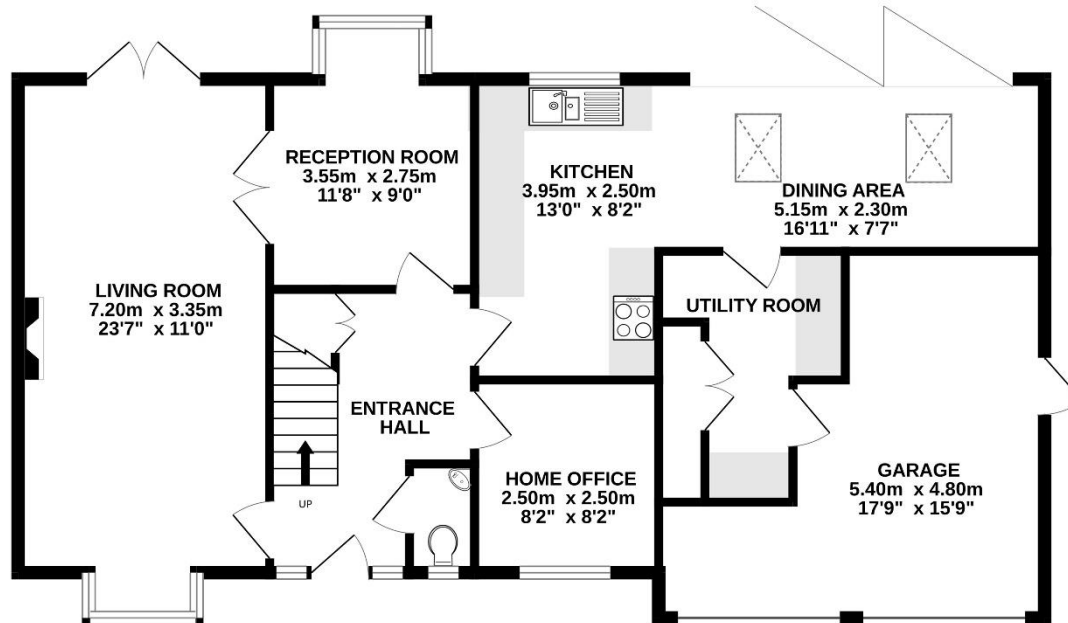 RECEPTION ROOM
3.55m x 2.75m
11'8" x 9'0"
KITCHEN
3.95m x 2.50m
13'0" x 8'2"
DINING AREA
5.15m x 2.30m
16'11" x 7'7"
LIVING ROOM
7.20m x 3.35m
23'7" x 11'0"
UTILITY ROOM
ENTRANCE
HALL
HOME OFFICE
2.50m x 2.50m
8'2" x 8'2"
GARAGE
5.40m x 4.80m
17'9" x 15'9"
UP